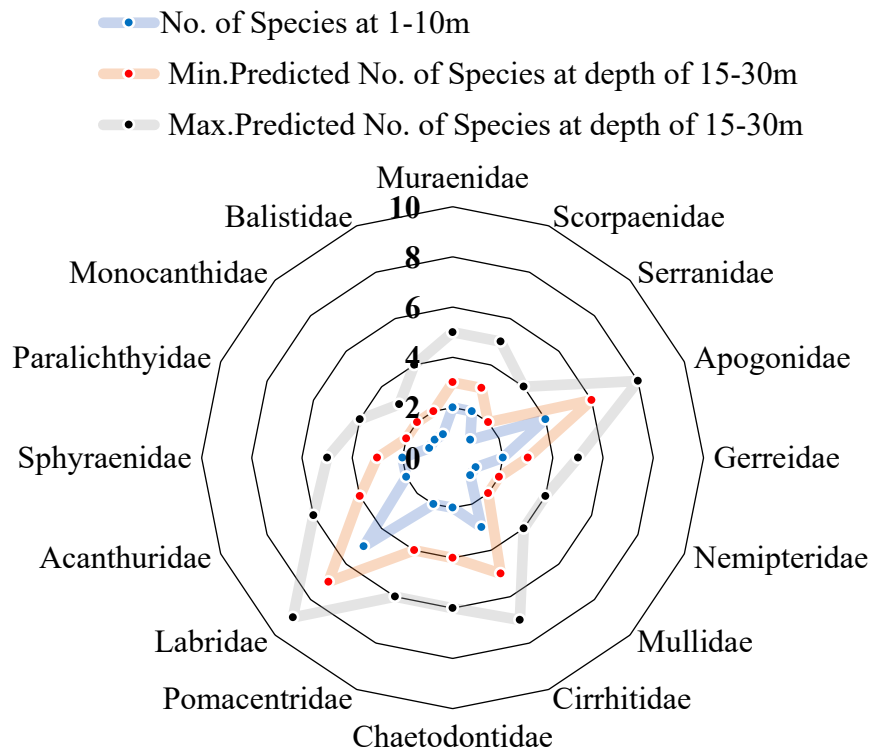 No. of Species at 1-10m
Min.Predicted No. of Species at depth of 15-30m
Max.Predicted No. of Species at depth of 15-30m
Muraenidae
Balistidae
10
Scorpaenidae
Monocanthidae
8
Serranidae
6
Paralichthyidae
4
Apogonidae
2
Sphyraenidae
0
Gerreidae
Acanthuridae
Nemipteridae
Labridae
Mullidae
Pomacentridae
Cirrhitidae
Chaetodontidae